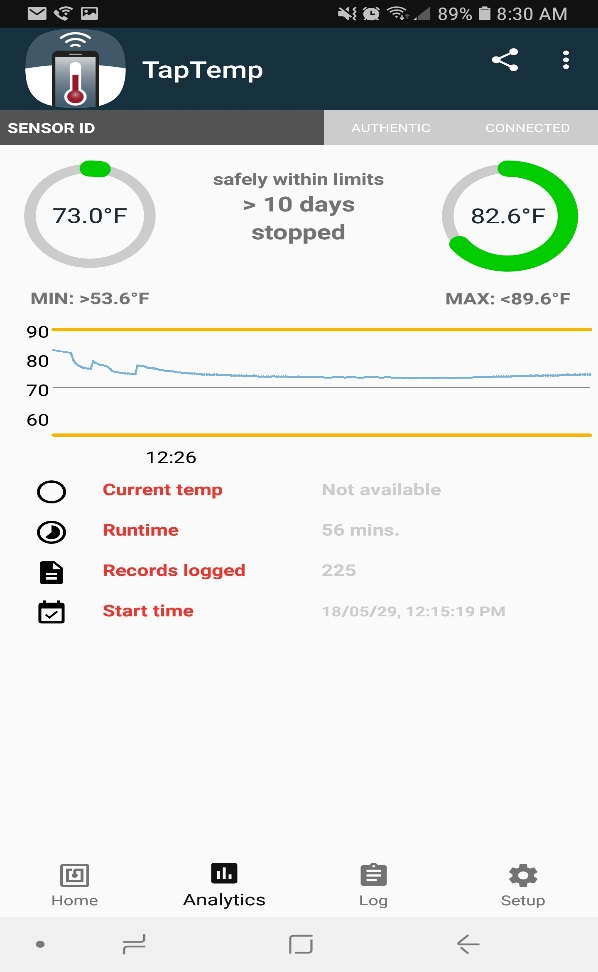 89% 8:30 AM
TapTemp
SENSOR ID AUTHENTIC CONNECTED
safely within limits
73.0°F > 10 days 82.6°F
stopped
MIN: >53.6°F MAX: <89.6°F
90
80
70
60
12:26
Current temp Not available
Runtime 56 mins.
Records logged 225
Start time 18/05/29, 12:15:19 PM
Home Analytics Log Setup